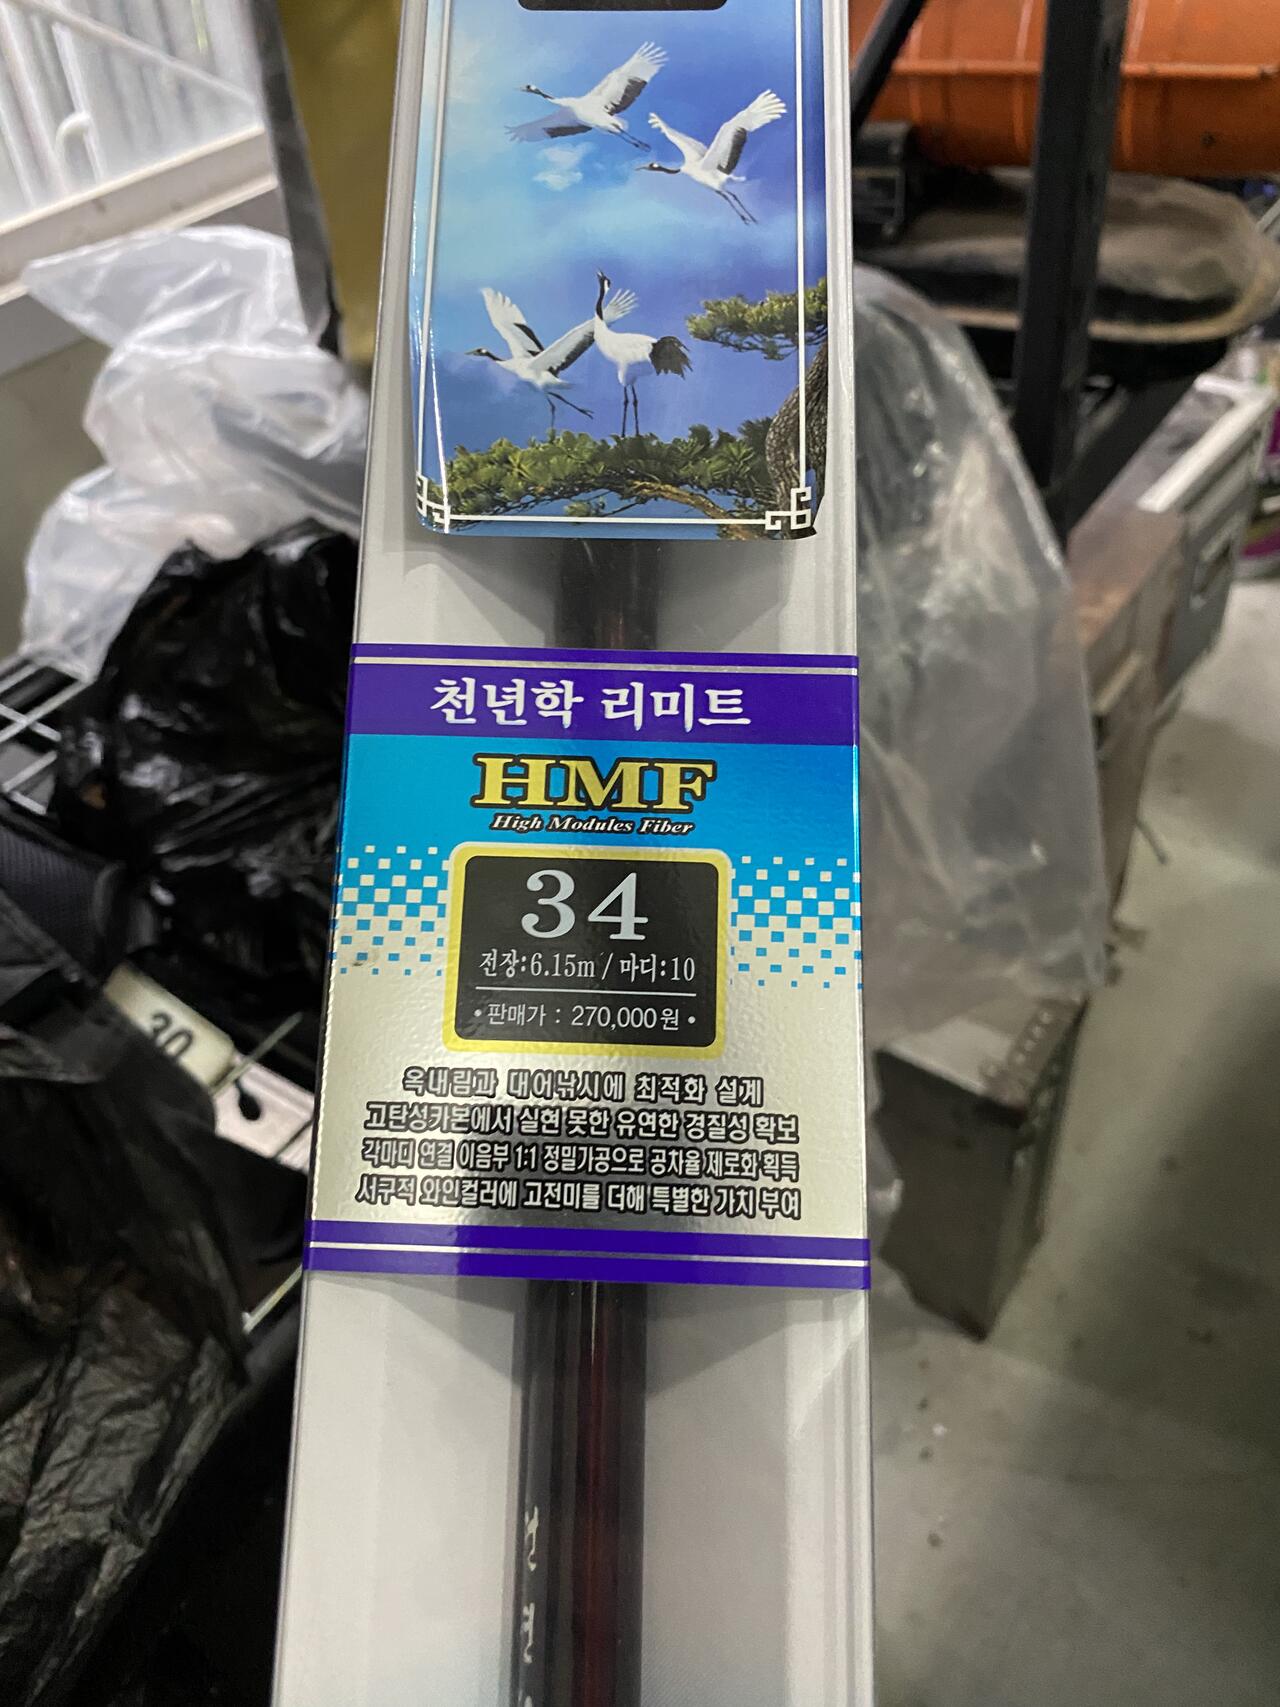 천년학 리미트
HMF
High Modules Fiber
34
전장:6.15m / 마디:10
• 판매가 : 270,000원 •
옥내림과 대어낚시에 최적화 설계
고탄성카본에서 실현 못한 유연한 경질성 확보
각마디 연결 이음부 1:1 정밀가공으로 공차율 제로화 획득
서구적 와인컬러에 고전미를 더해 특별한 가치 부여
30
천 년